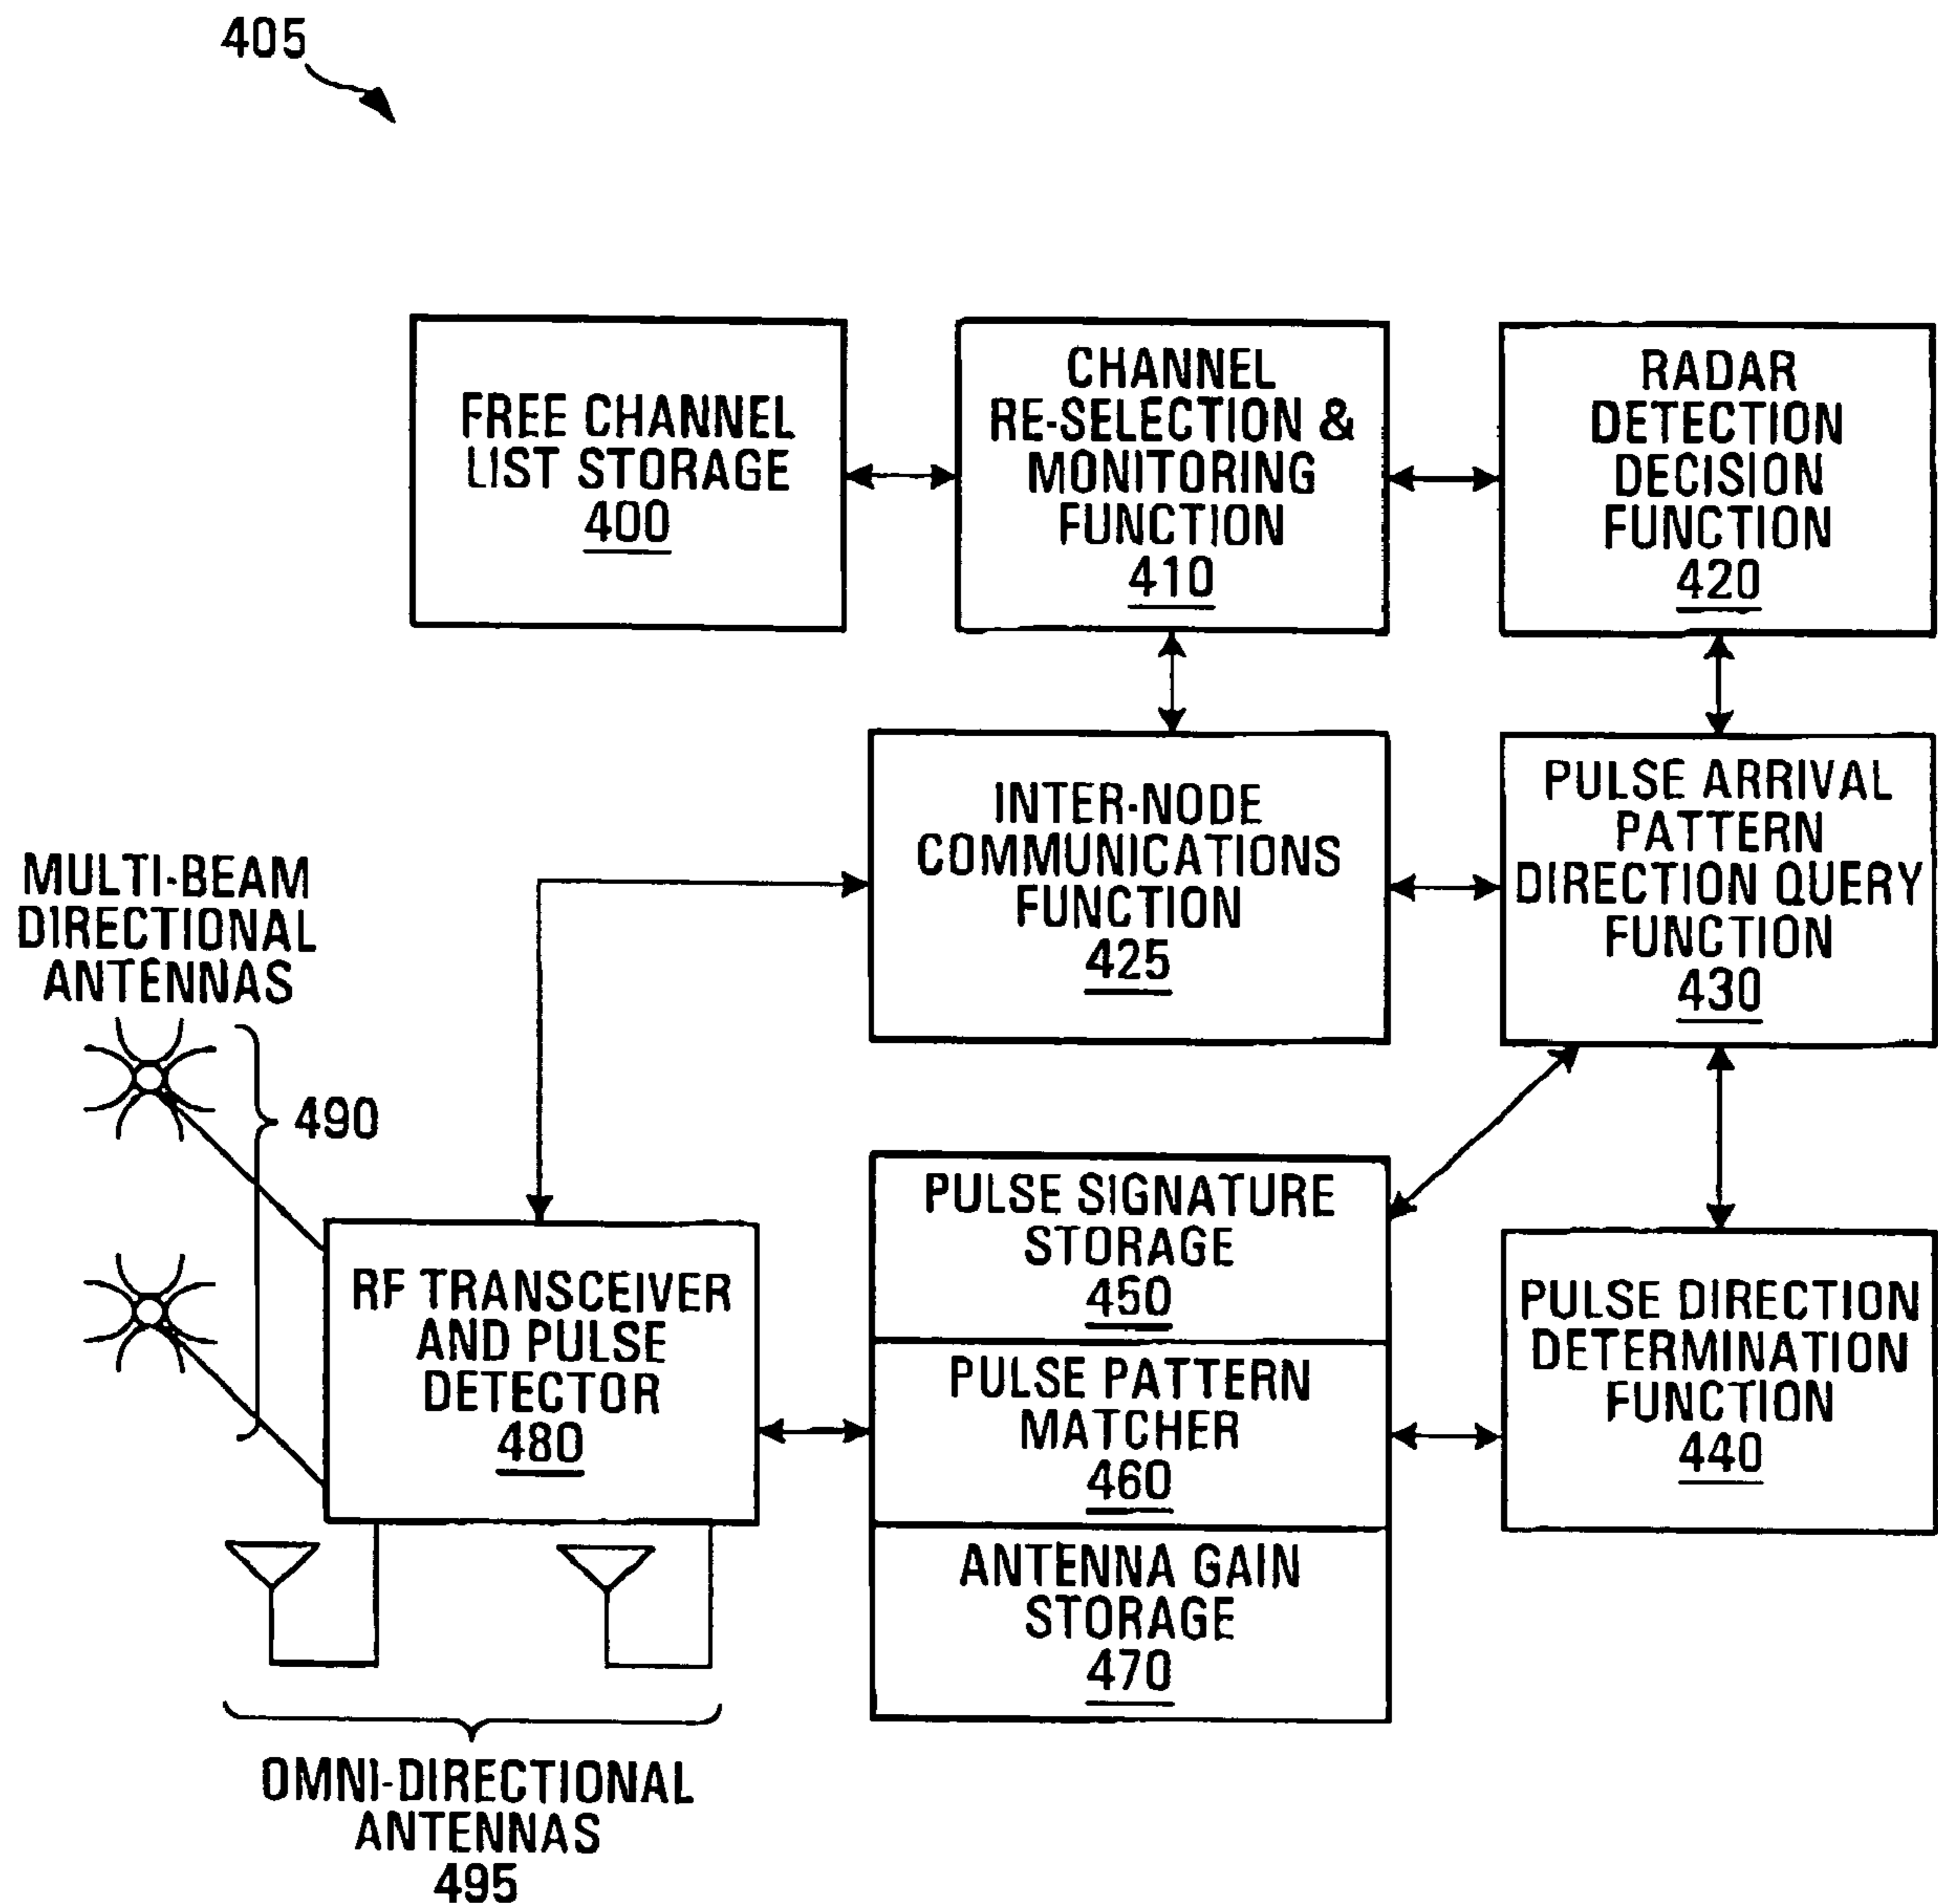 405
FREE CHANNEL
LIST STORAGE
400
CHANNEL
RE-SELECTION &
MONITORING
FUNCTION
410
RADAR
DETECTION
DECISION
FUNCTION
420
INTER-NODE
COMMUNICATIONS
FUNCTION
425
PULSE ARRIVAL
PATTERN
DIRECTION QUERY
FUNCTION
430
MULTI-BEAM
DIRECTIONAL
ANTENNAS
490
RF TRANSCEIVER
AND PULSE
DETECTOR
480
PULSE SIGNATURE
STORAGE
450
PULSE PATTERN
MATCHER
460
ANTENNA GAIN
STORAGE
470
PULSE DIRECTION
DETERMINATION
FUNCTION
440
OMNI-DIRECTIONAL
ANTENNAS
495